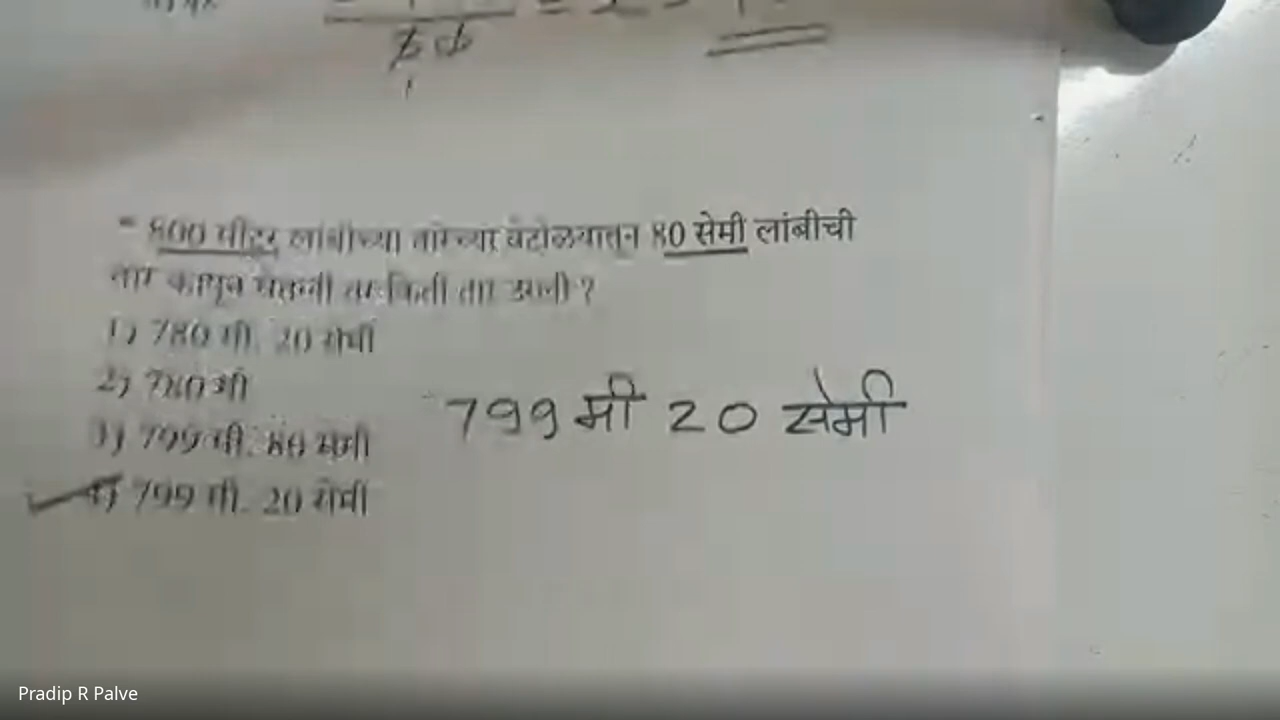 800 मीटर लांबीच्या तारेच्या वेटोळ्यातून 80 सेमी लांबीची
तार कापून घेतली तर किती तार उरली ?
1) 780 मी. 20 सेमी
2) 780 मी
3) 799 मी. 80 सेमी
4) 799 मी. 20 सेमी
799 मी 20 सेमी
Pradip R Palve